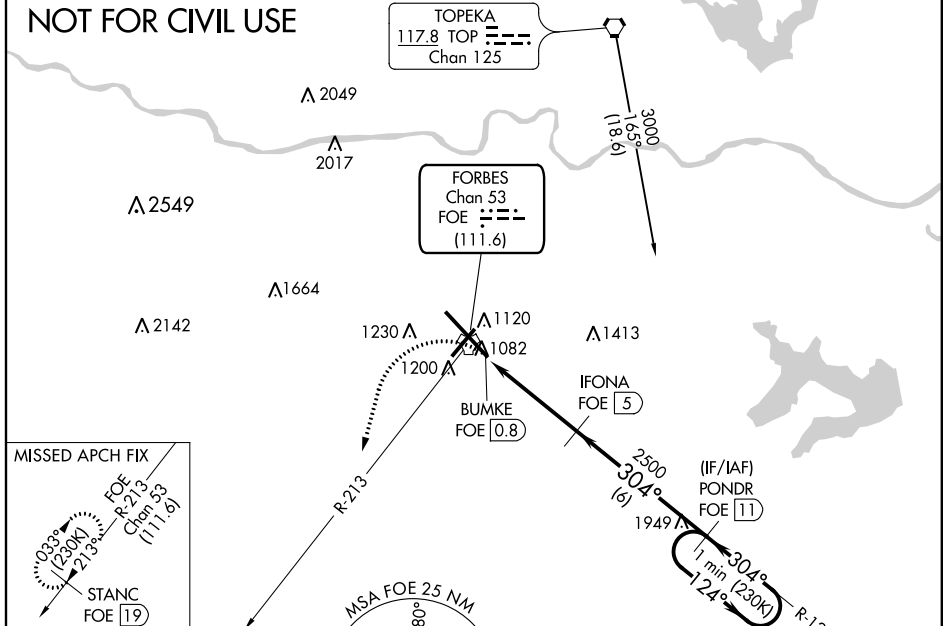 NOT FOR CIVIL USE
TOPEKA
117.8 TOP
Chan 125
2049
2017
3000
165°
(18.6)
FORBES
Chan 53
FOE
(111.6)
2549
1664
2142
1230
1120
1082
1200
1413
IFONA
FOE 5
BUMKE
FOE 0.8
2500
304°
(6)
(IF/IAF)
PONDR
FOE 11
1949
304°
1 min (230K)
124°
R-213
MISSED APCH FIX
FOE
R-213
Chan 53
(111.6)
033°
(230K)
213°
STANC
FOE 19
MSA FOE 25 NM